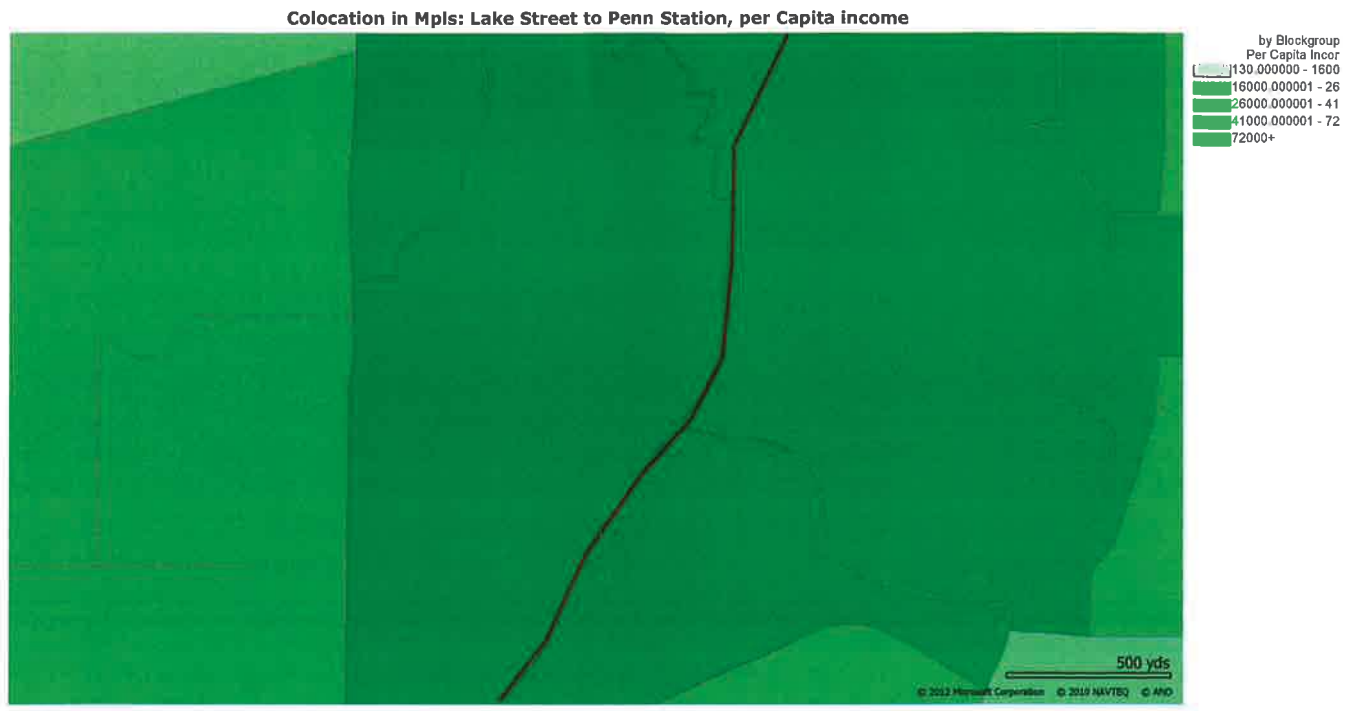 Colocation in Mpls: Lake Street to Penn Station, per Capita income
by Blockgroup
Per Capita Incor
130.000000 - 1600
16000.000001 - 26
26000.000001 - 41
41000.000001 - 72
72000+
500 yds
© 2012 Microsoft Corporation © 2010 NAVTEQ © AND